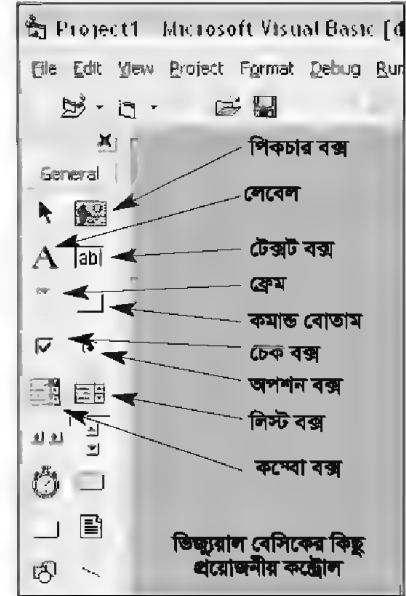 Project1 Microsoft Visual Basic [d
File Edit View Project Format Debug Run
General
পিকচার বক্স
লেবেল
A
ab
টেক্সট বক্স
ফ্রেম
কমান্ড বোতাম
চেক বক্স
অপশন বক্স
লিস্ট বক্স
কম্বো বক্স
ভিজ্যুয়াল বেসিকের কিছু
প্রয়োজনীয় কন্ট্রোল